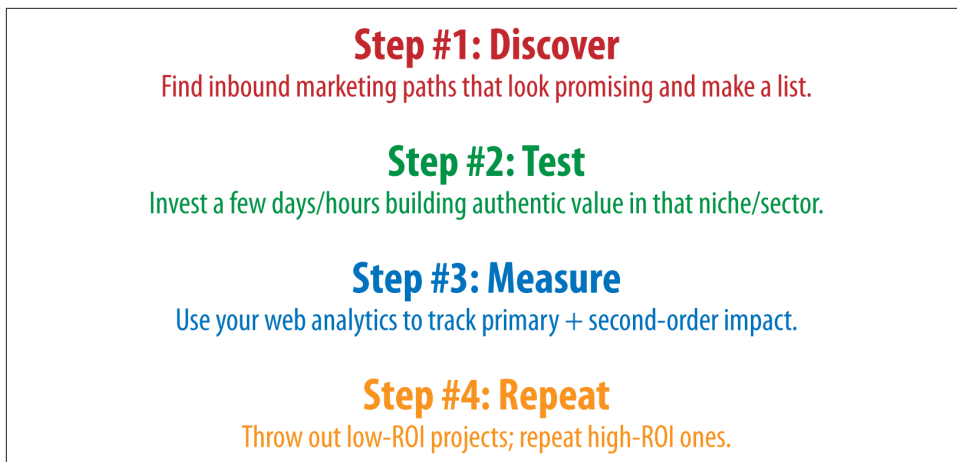 Step #1: Discover
Find inbound marketing paths that look promising and make a list.
Step #2: Test
Invest a few days/hours building authentic value in that niche/sector.
Step #3: Measure
Use your web analytics to track primary + second-order impact.
Step #4: Repeat
Throw out low-ROI projects; repeat high-ROI ones.